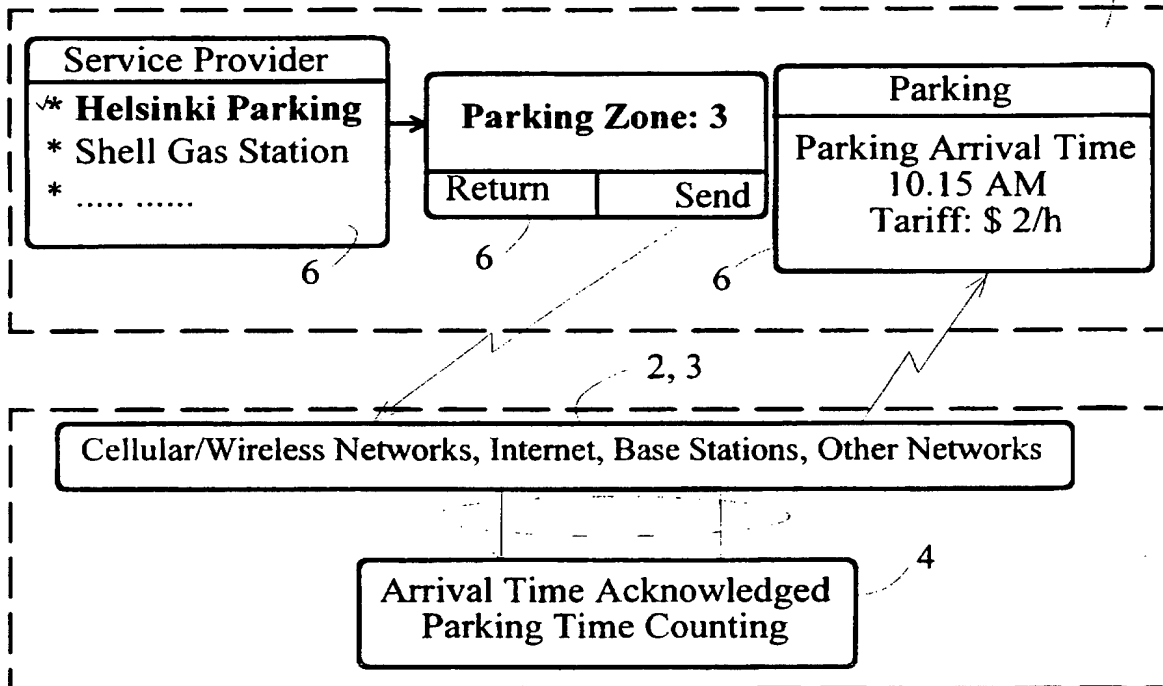 Service Provider
* Helsinki Parking
* Shell Gas Station
* ..... ......
6
Parking Zone: 3
Return Send
6
Parking
Parking Arrival Time
10.15 AM
Tariff: $ 2/h
6
2, 3
Cellular/Wireless Networks, Internet, Base Stations, Other Networks
Arrival Time Acknowledged
Parking Time Counting
4